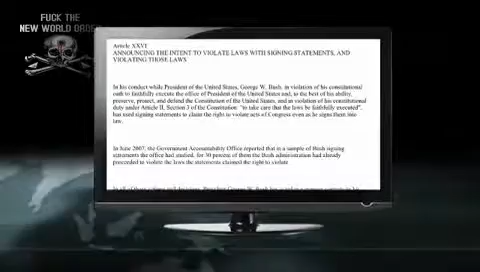 FUCK THE
NEW WORLD ORDER
Article XXVI
ANNOUNCING THE INTENT TO VIOLATE LAWS WITH SIGNING STATEMENTS, AND
VIOLATING THOSE LAWS
In his conduct while President of the United States, George W. Bush, in violation of his constitutional
oath to faithfully execute the office of President of the United States and, to the best of his ability,
preserve, protect, and defend the Constitution of the United States, and in violation of his constitutional
duty under Article II, Section 3 of the Constitution "to take care that the laws be faithfully executed",
has used signing statements to claim the right to violate acts of Congress even as he signs them into
law.
In June 2007, the Government Accountability Office reported that in a sample of Bush signing
statements the office had studied, for 30 percent of them the Bush administration had already
proceeded to violate the laws the statements claimed the right to violate